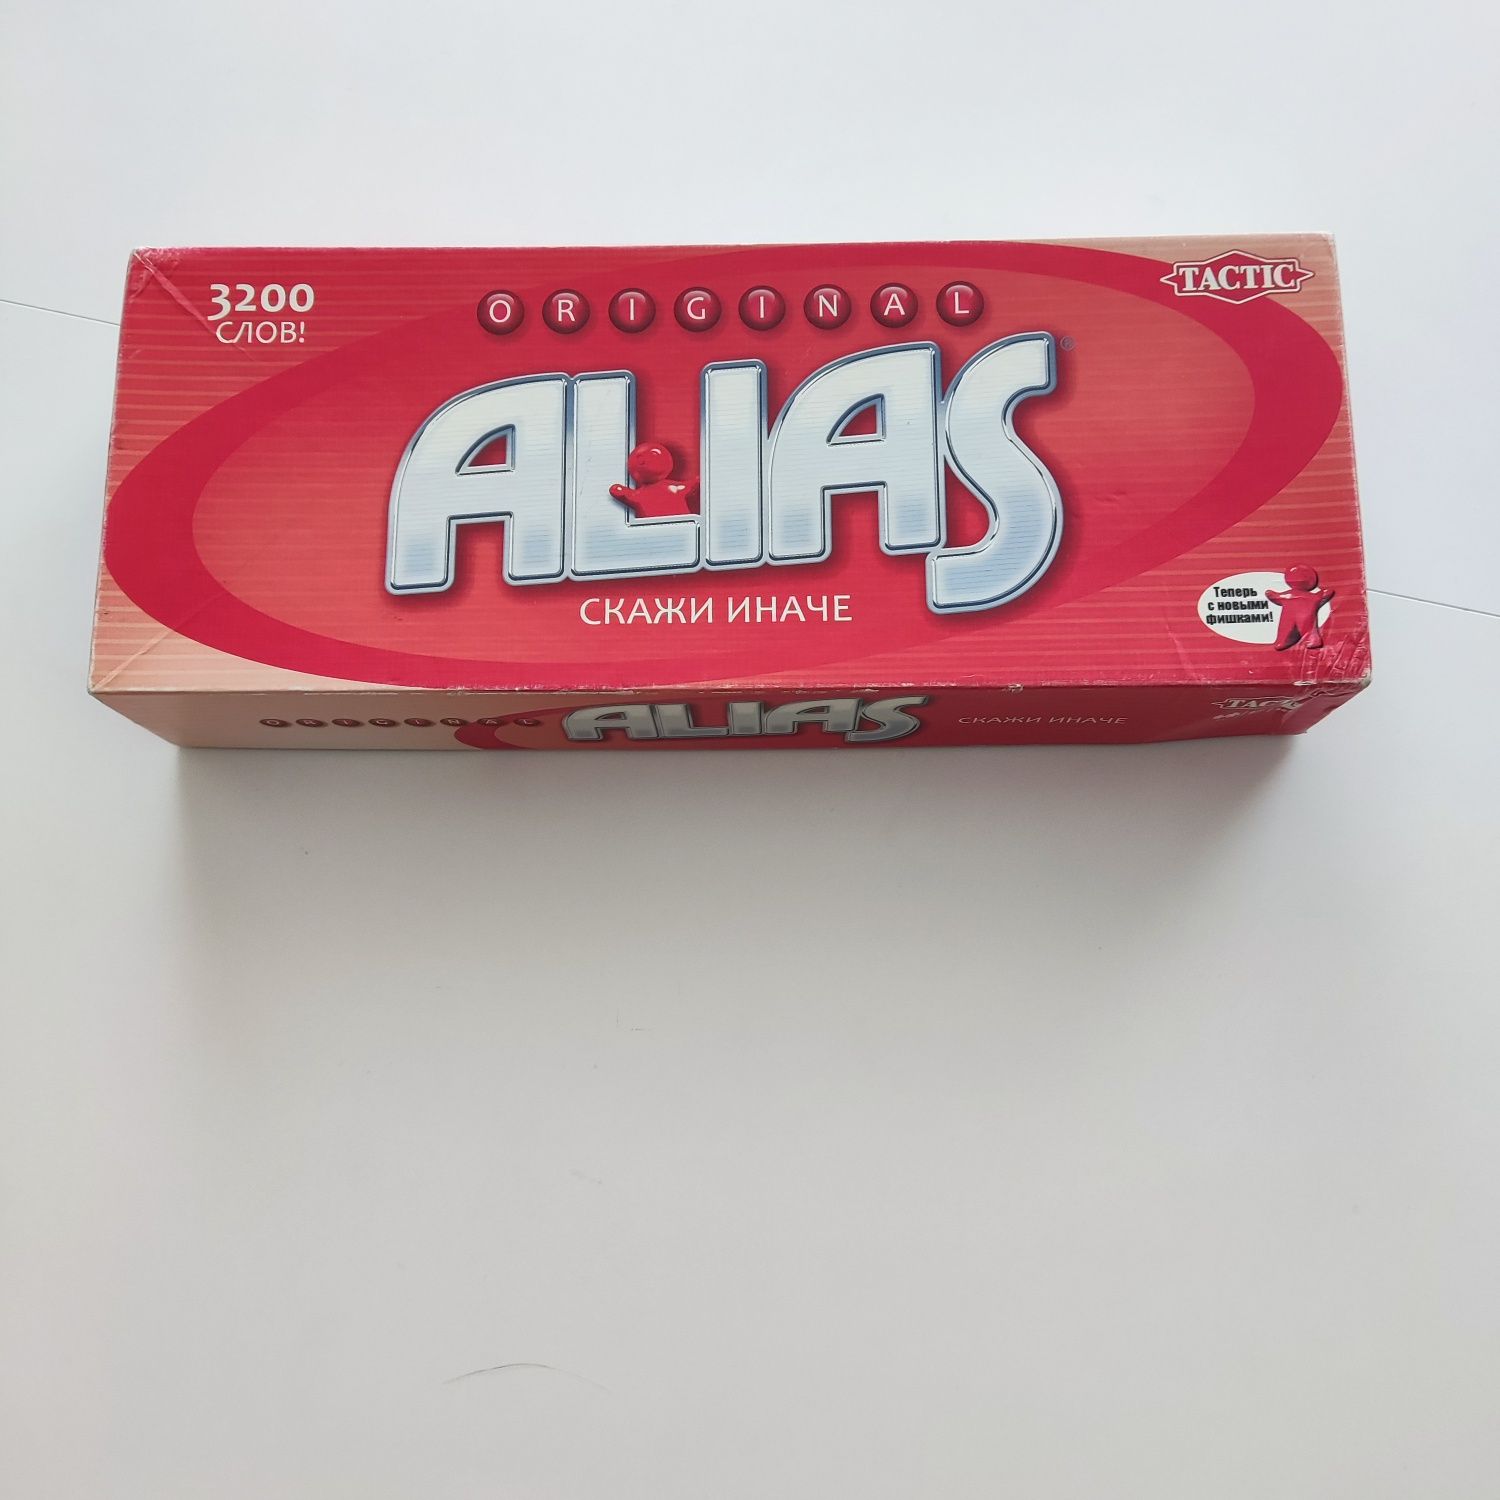 3200
СЛОВ!
ORIGINAL
TACTIC
ALIAS®
СКАЖИ ИНАЧЕ
Теперь
с новыми
фишками!
ORIGINAL ALIAS СКАЖИ ИНАЧЕ TACTIC